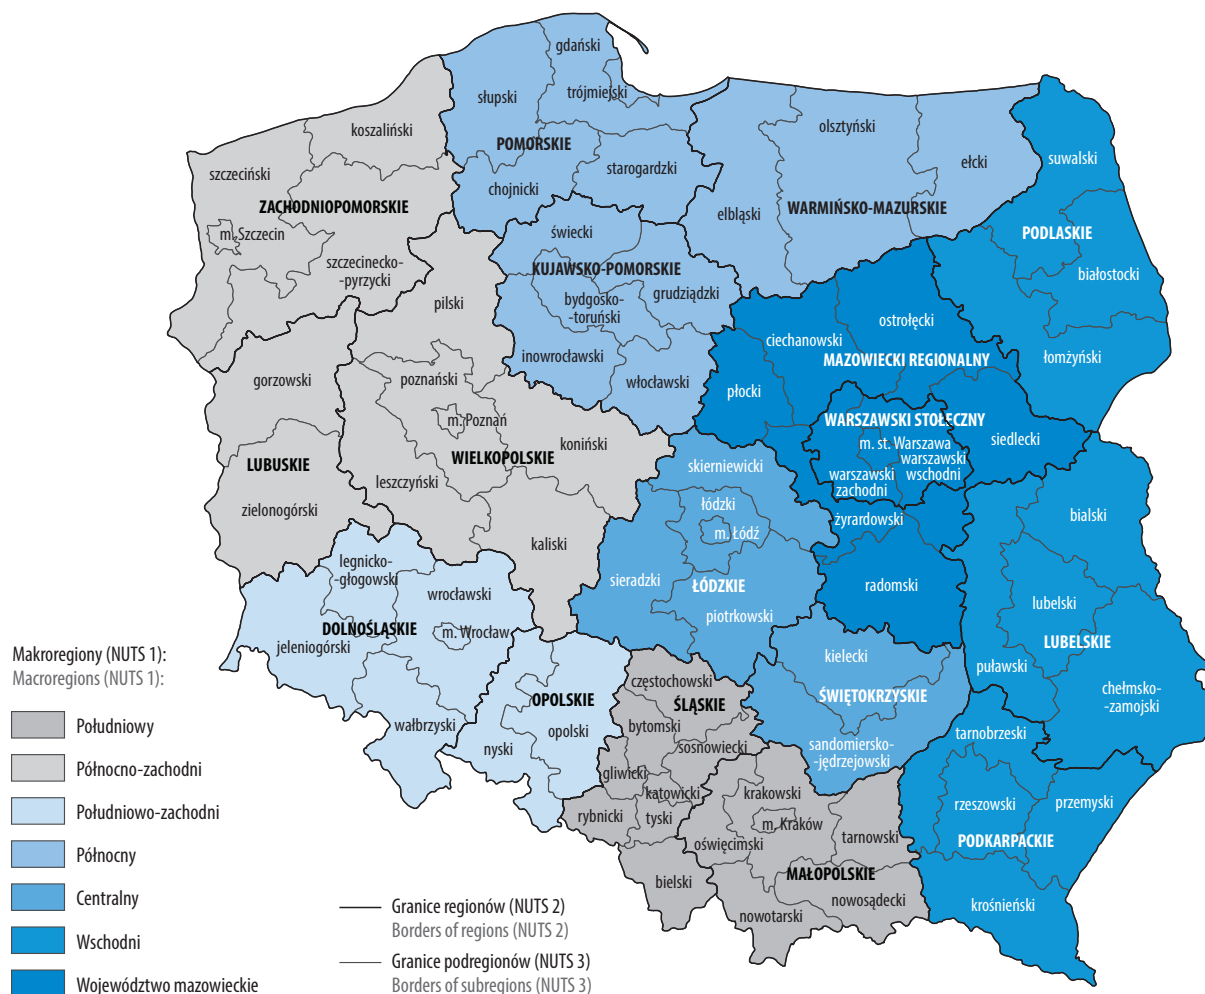 gdański
słupski
trójmiejski
koszaliński
POMORSKIE
olsztyński
ełcki
suwalski
szczeciński
starogardzki
chojnicki
ZACHODNIOPOMORSKIE
elbląski
WARMIŃSKO-MAZURSKIE
m. Szczecin
świecki
PODLASKIE
szczecinecko-
-pyrzycki
KUJAWSKO-POMORSKIE
białostocki
pilski
bydgosko-
toruński
grudziądzki
ostrołęcki
ciechanowski
inowrocławski
MAZOWIECKI REGIONALNY
łomżyński
gorzowski
poznański
włocławski
płocki
m. Poznań
WARSZAWSKI STOŁECZNY
koniński
m. st. Warszawa
siedlecki
LUBUSKIE
WIELKOPOLSKIE
skierniewicki
warszawski
wschodni
leszczyński
warszawski
zachodni
zielonogórski
łódzki
żyrardowski
bialski
m. Łódź
kaliski
legnicko-
-głogowski
sieradzki
ŁÓDZKIE
radomski
wrocławski
lubelski
piotrkowski
DOLNOŚLĄSKIE
m. Wrocław
LUBELSKIE
jeleniogórski
kielecki
puławski
częstochowski
chełmsko-
-zamojski
OPOLSKIE
ŚLĄSKIE
ŚWIĘTOKRZYSKIE
wałbrzyski
bytomski
opolski
nyski
sosnowiecki
sandomiersko-
-jędrzejowski
tarnobrzeski
gliwicki
katowicki
krakowski
rzeszowski
przemyski
rybnicki
tyski
m. Kraków
tarnowski
oświęcimski
PODKARPACKIE
MAŁOPOLSKIE
bielski
nowosądecki
krośnieński
nowotarski
Makroregiony (NUTS 1):
Macroregions (NUTS 1):
Południowy
Północno-zachodni
Południowo-zachodni
Północny
Centralny
Wschodni
Województwo mazowieckie
Granice regionów (NUTS 2)
Borders of regions (NUTS 2)
Granice podregionów (NUTS 3)
Borders of subregions (NUTS 3)